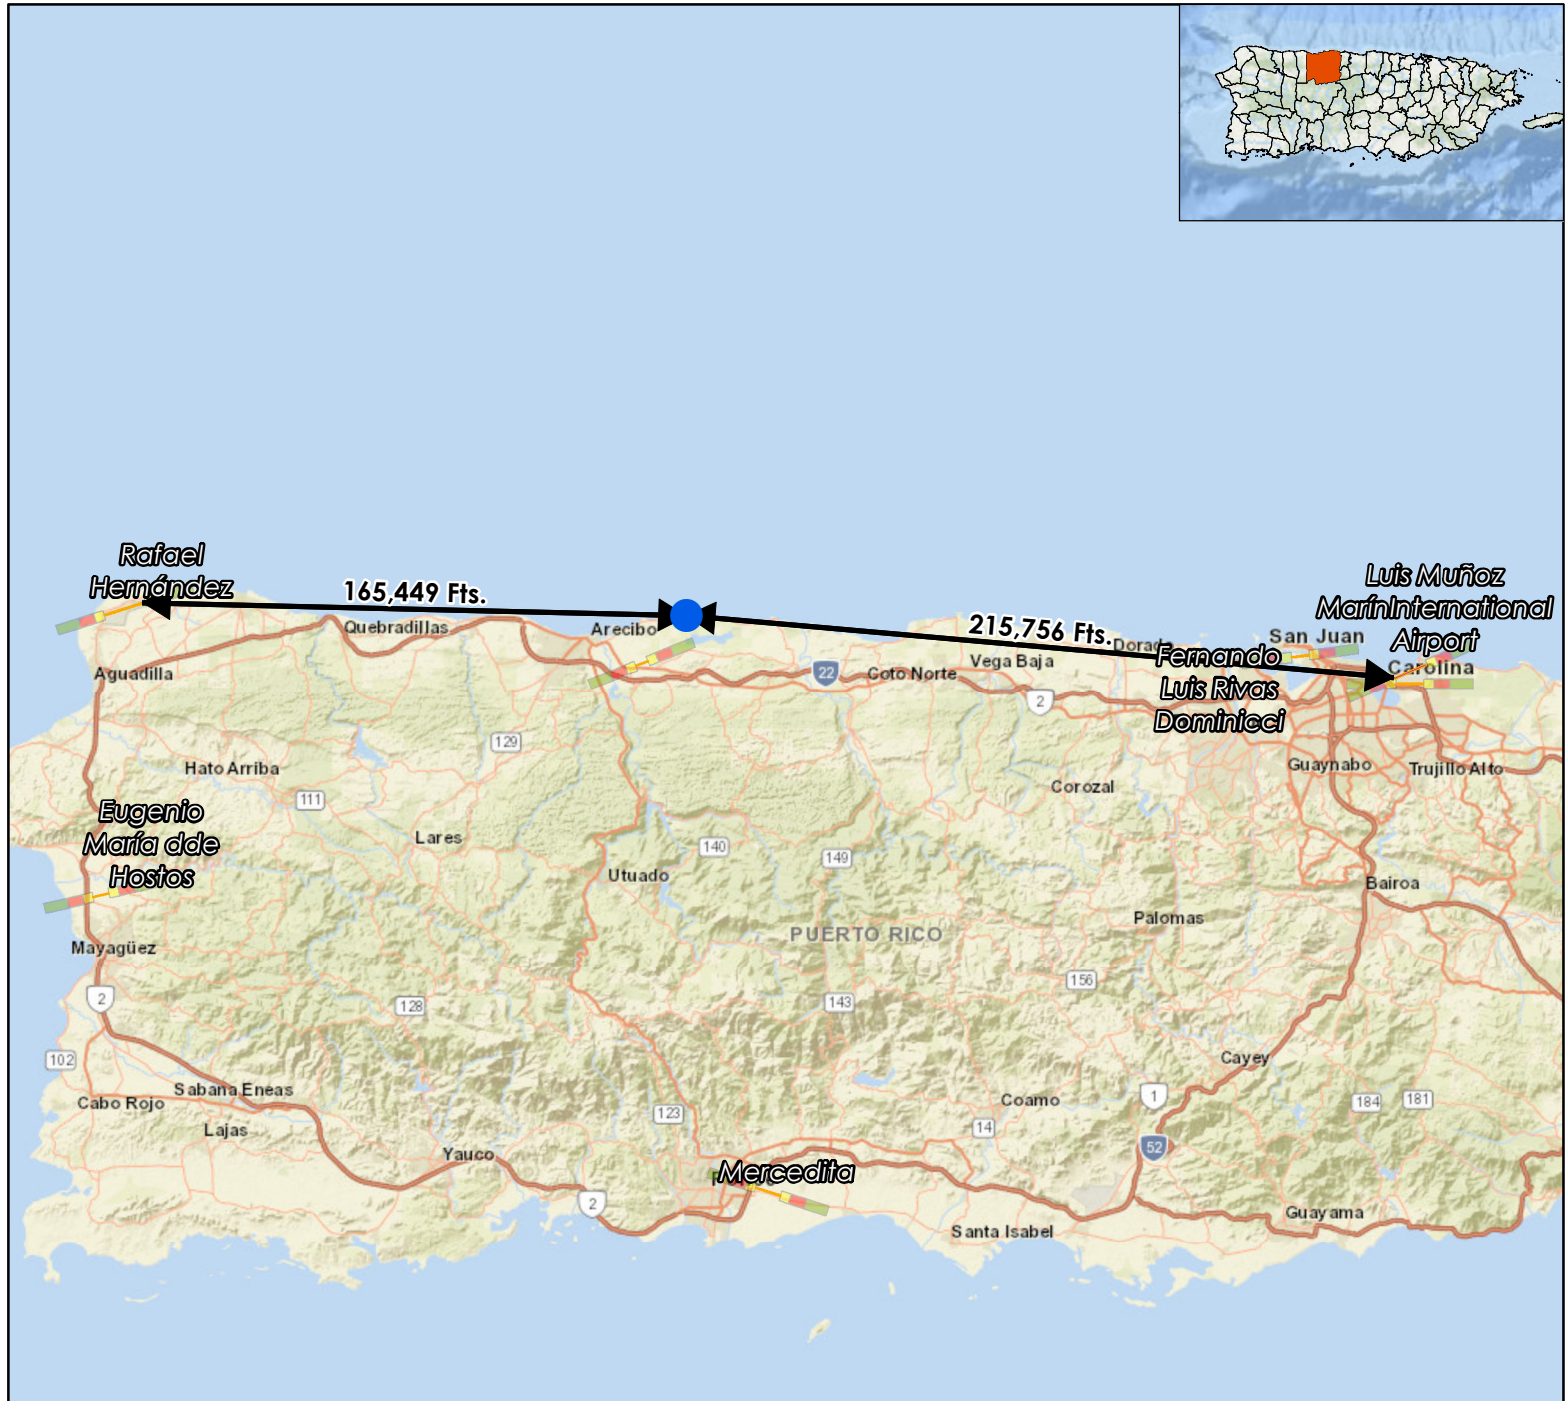 Rafael
Hernández
165,449 Fts.
Quebradillas
Arecibo
215,756 Fts.
Dorado
Luis Muñoz
MarínInternational
Airport
San Juan
Carolina
Fernando
Luis Rivas
Dominicci
Aguadilla
22
Coto Norte
Vega Baja
2
129
Hato Arriba
111
Guaynabo
Trujillo Alto
Corozal
Eugenio
María dde
Hostos
Lares
140
149
Utuado
Bairoa
Palomas
PUERTO RICO
Mayagüez
2
128
143
156
102
Sabana Eneas
Cabo Rojo
Lajas
Cayey
Coamo
1
184
181
123
14
52
Yauco
Mercedita
2
Santa Isabel
Guayama